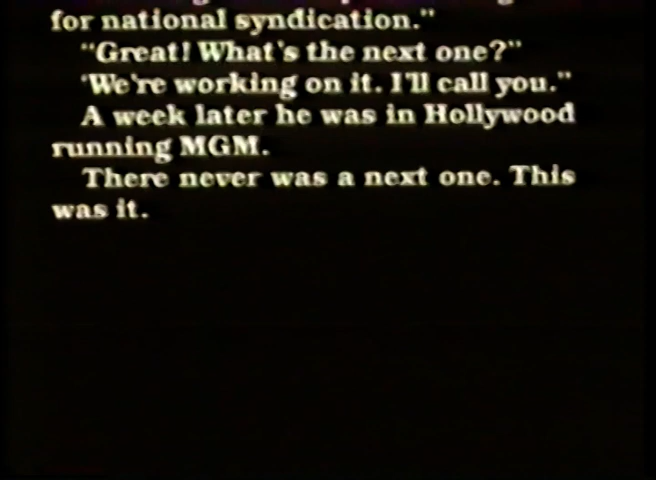 for national syndication."
"Great! What's the next one?"
'We're working on it. I'll call you."
A week later he was in Hollywood
running MGM.
There never was a next one. This
was it.